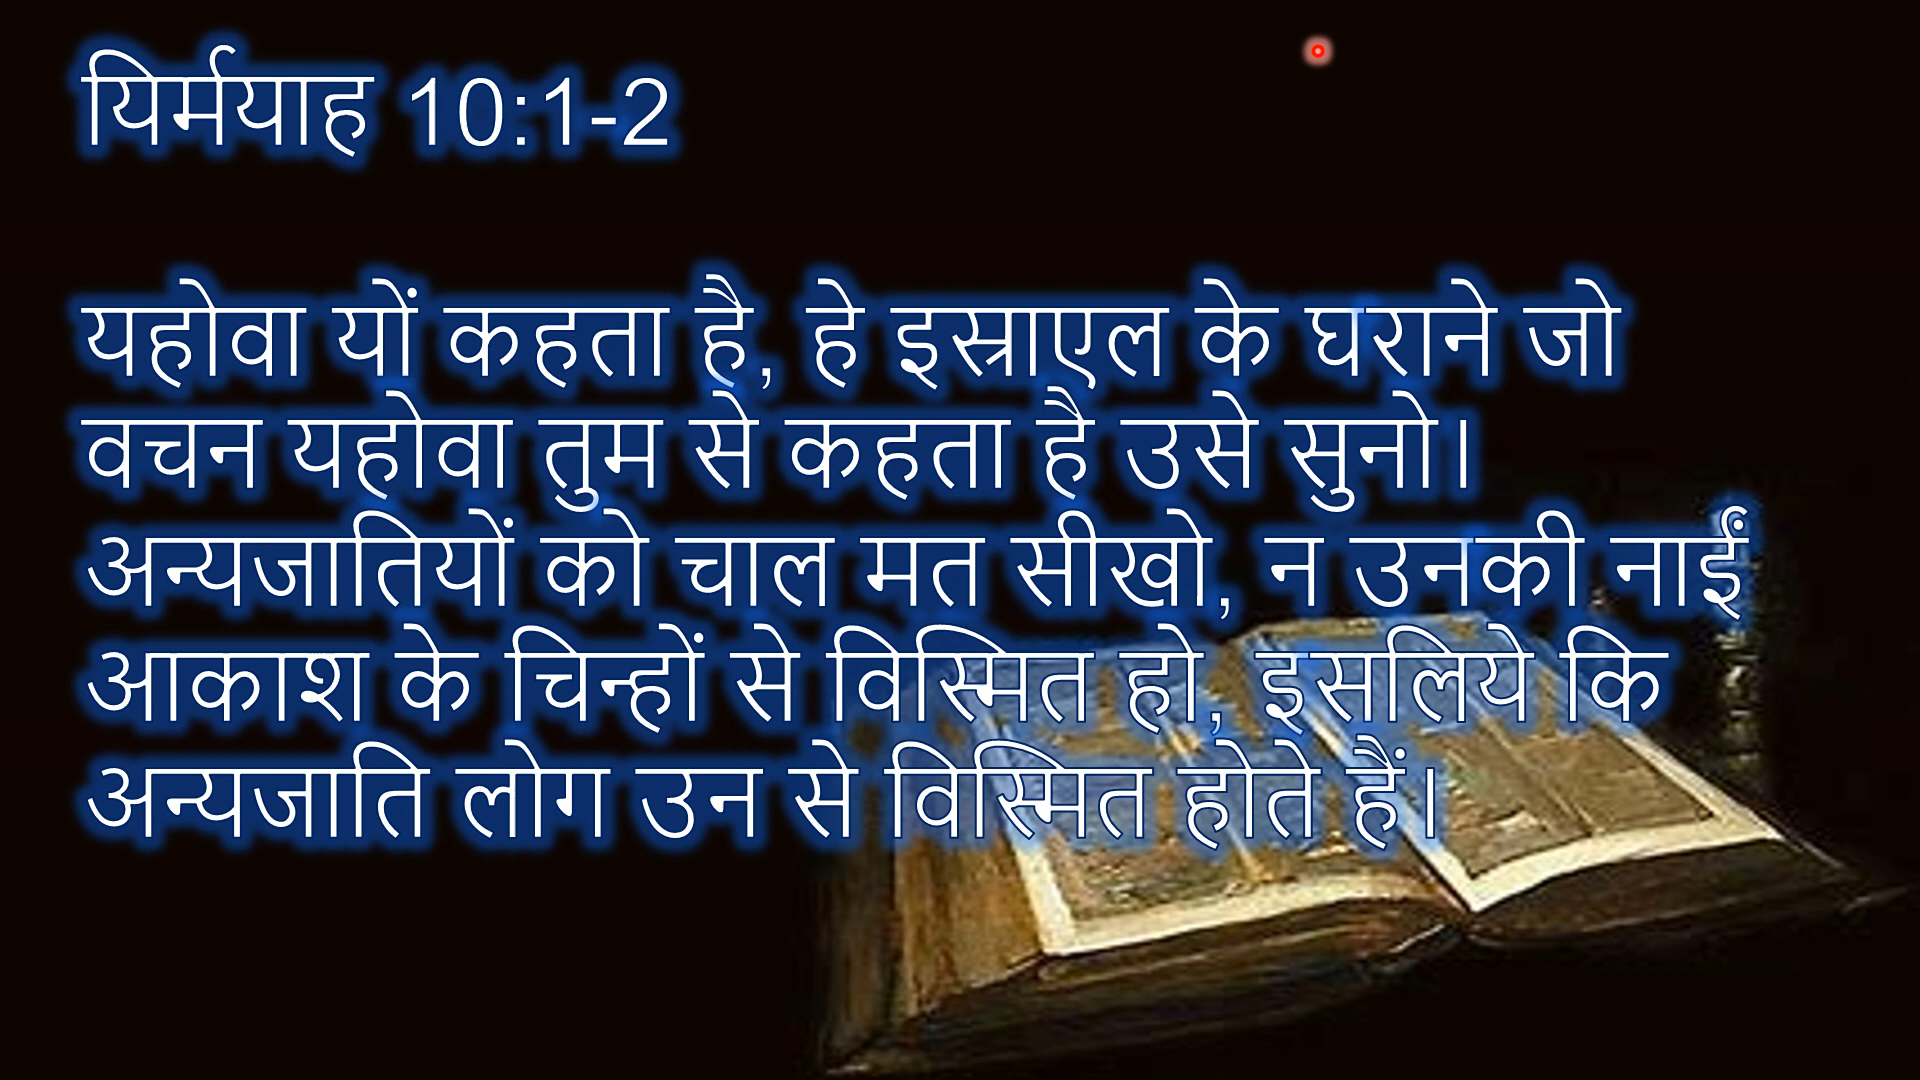 यिर्मयाह 10:1-2
यहोवा यों कहता है, हे इस्राएल के घराने जो
वचन यहोवा तुम से कहता है उसे सुनो।
अन्यजातियों को चाल मत सीखो, न उनकी नाईं
आकाश के चिन्हों से विस्मित हो, इसलिये कि
अन्यजाति लोग उन से विस्मित होते हैं।